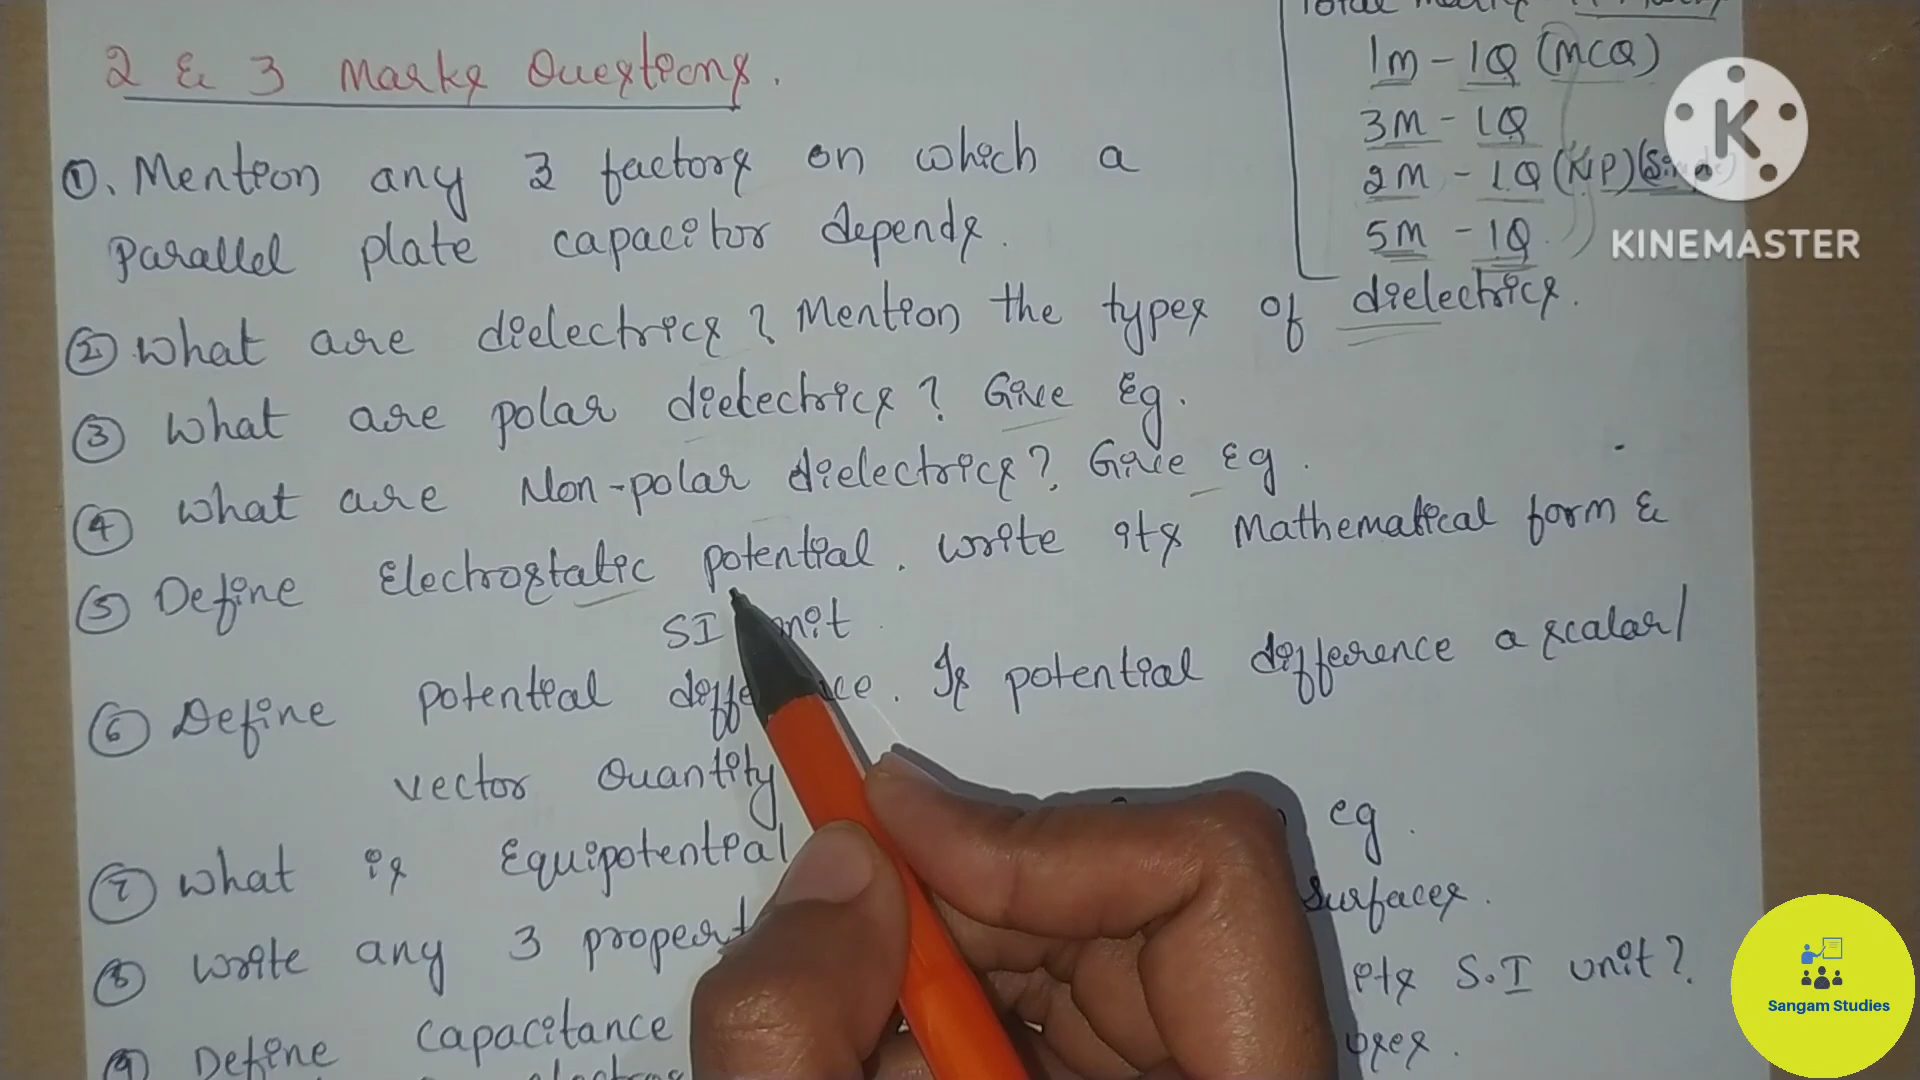 2 & 3 Marks Questions.
Total marks
1M - 1Q (MCQ)
3M - 1Q
2M - 1Q (N.P)
5M - 1Q
①. Mention any 3 factors on which a
parallel plate capacitor depends.
② What are dielectrics? Mention the types of dielectrics.
③ What are polar dielectrics? Give Eg.
④ What are Non-polar dielectrics? Give Eg.
⑤ Define Electrostatic potential. Write its Mathematical form &
SI unit
⑥ Define potential difference. Is potential difference a scalar/
vector Quantity
⑦ What is Equipotential eg.
⑧ Write any 3 propert surfaces.
⑨ Define capacitance its S.I unit?
KINEMASTER
Sangam Studies